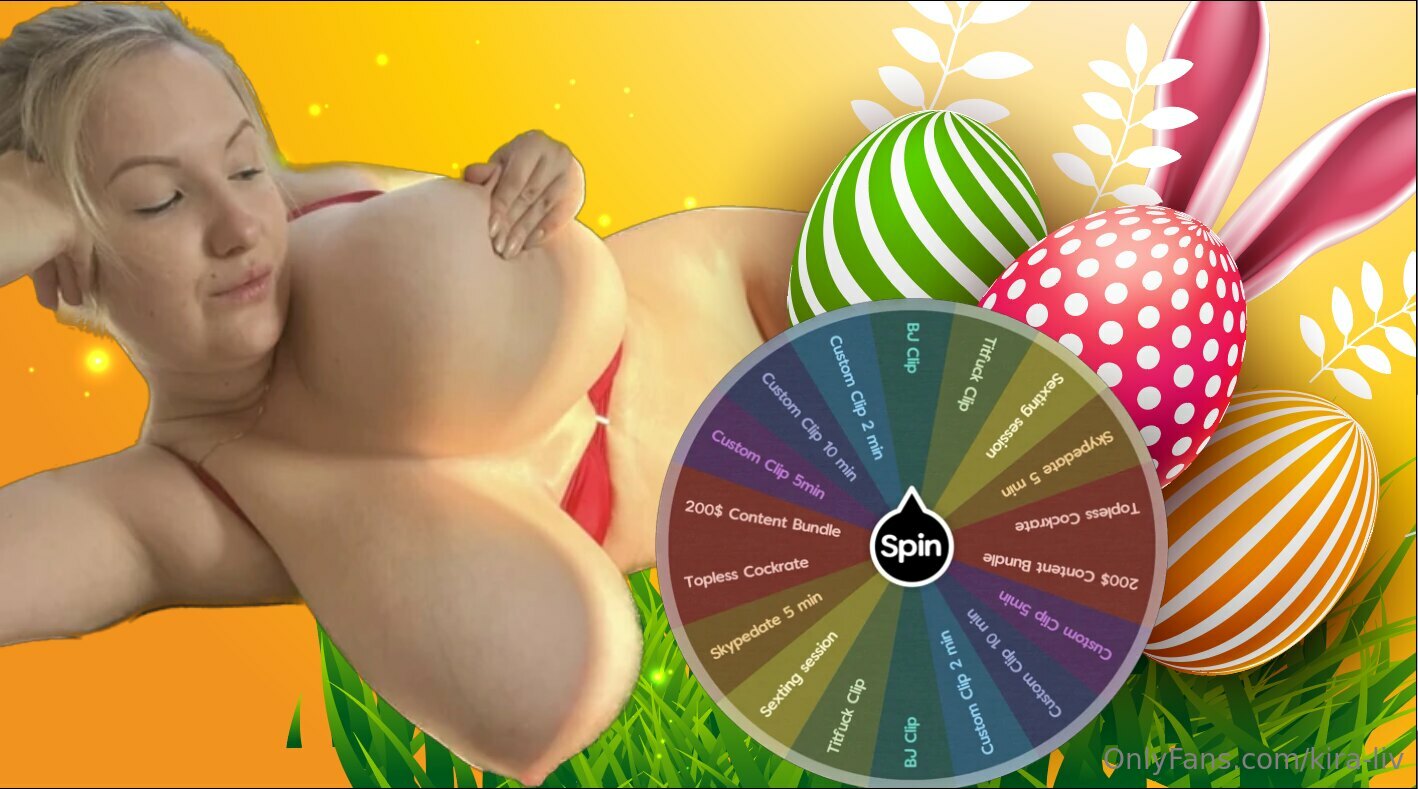 BJ Clip
Titfuck Clip
Sexting session
Skypedate 5 min
Topless Cockrate
200$ Content Bundle
Custom Clip 5min
Custom Clip 10 min
Custom Clip 2 min
BJ Clip
Titfuck Clip
Sexting session
Skypedate 5 min
Topless Cockrate
200$ Content Bundle
Custom Clip 5min
Custom Clip 10 min
Custom Clip 2 min
Spin
OnlyFans.com/kira-liv